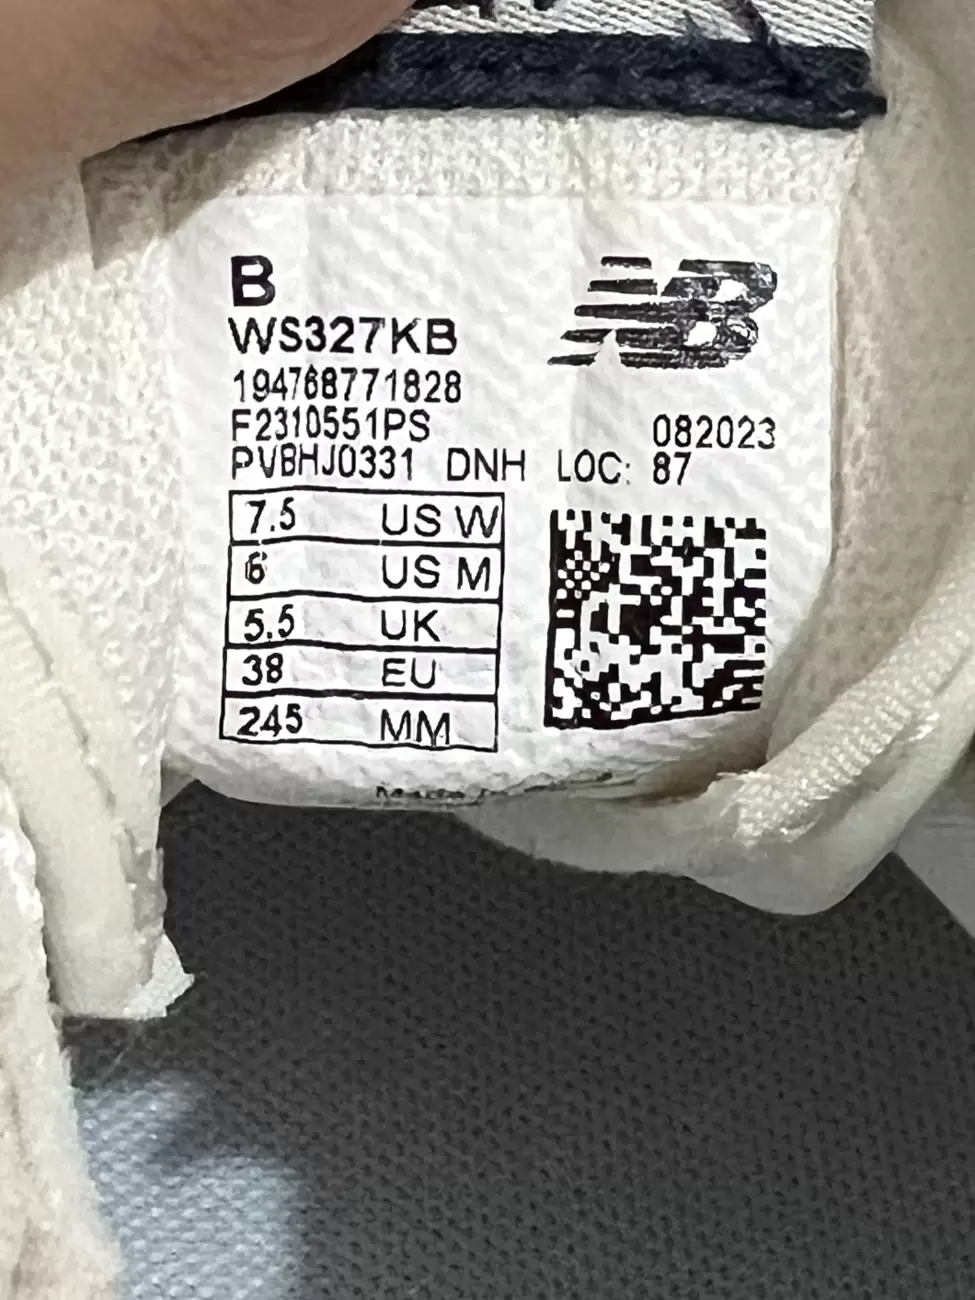 B
WS327KB
194768771828
F2310551PS 082023
PVBHJ0331 DNH LOC: 87
7.5 US W
6 US M
5.5 UK
38 EU
245 MM